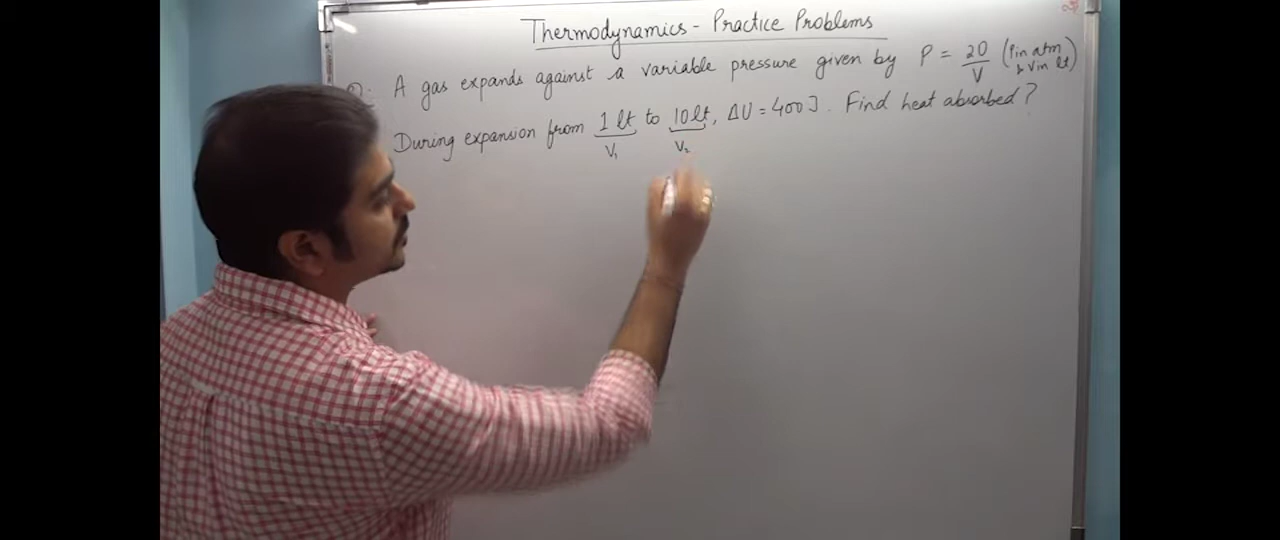 Thermodynamics - Practice Problems
A gas expands against a variable pressure given by P = 20/V (P in atm & V in lt)
During expansion from 1 lt to 10 lt, ΔU = 400 J. Find heat absorbed?
V₁ V₂